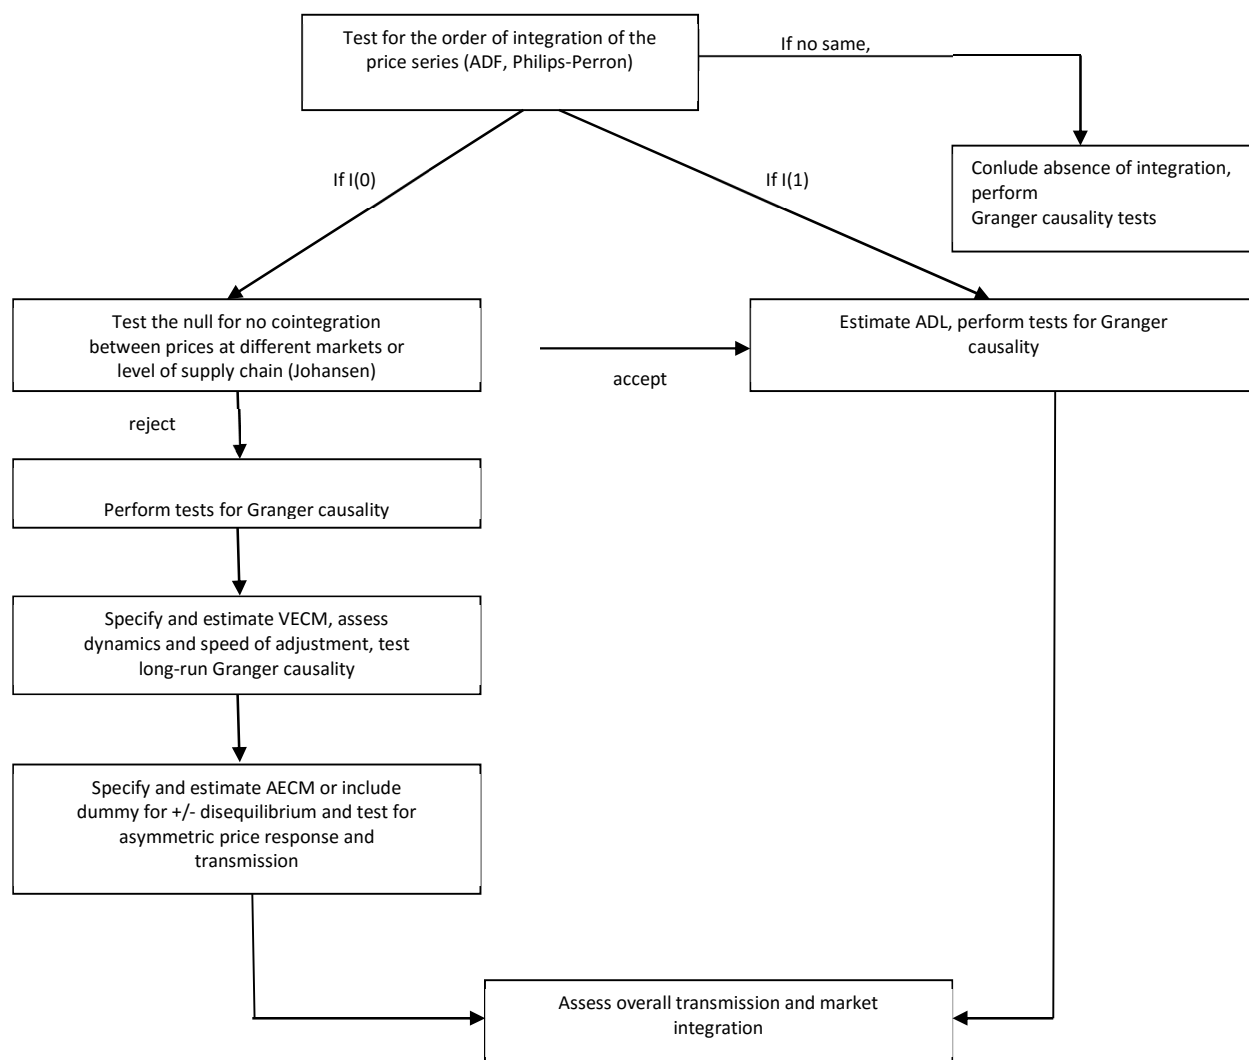 Test for the order of integration of the
price series (ADF, Philips-Perron)
If no same,
Conlude absence of integration,
perform
Granger causality tests
If I(0)
If I(1)
Test the null for no cointegration
between prices at different markets or
level of supply chain (Johansen)
accept
Estimate ADL, perform tests for Granger
causality
reject
Perform tests for Granger causality
Specify and estimate VECM, assess
dynamics and speed of adjustment, test
long-run Granger causality
Specify and estimate AECM or include
dummy for +/- disequilibrium and test for
asymmetric price response and
transmission
Assess overall transmission and market
integration